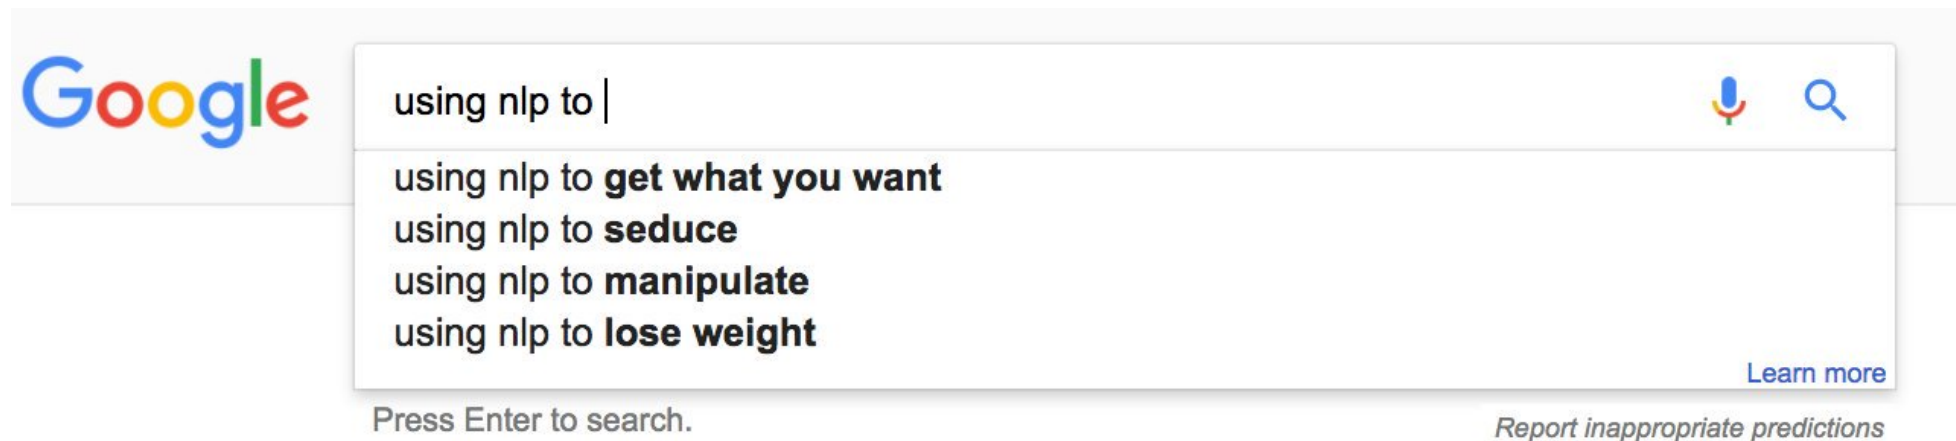 Google
using nlp to
using nlp to get what you want
using nlp to seduce
using nlp to manipulate
using nlp to lose weight
Learn more
Press Enter to search.
Report inappropriate predictions